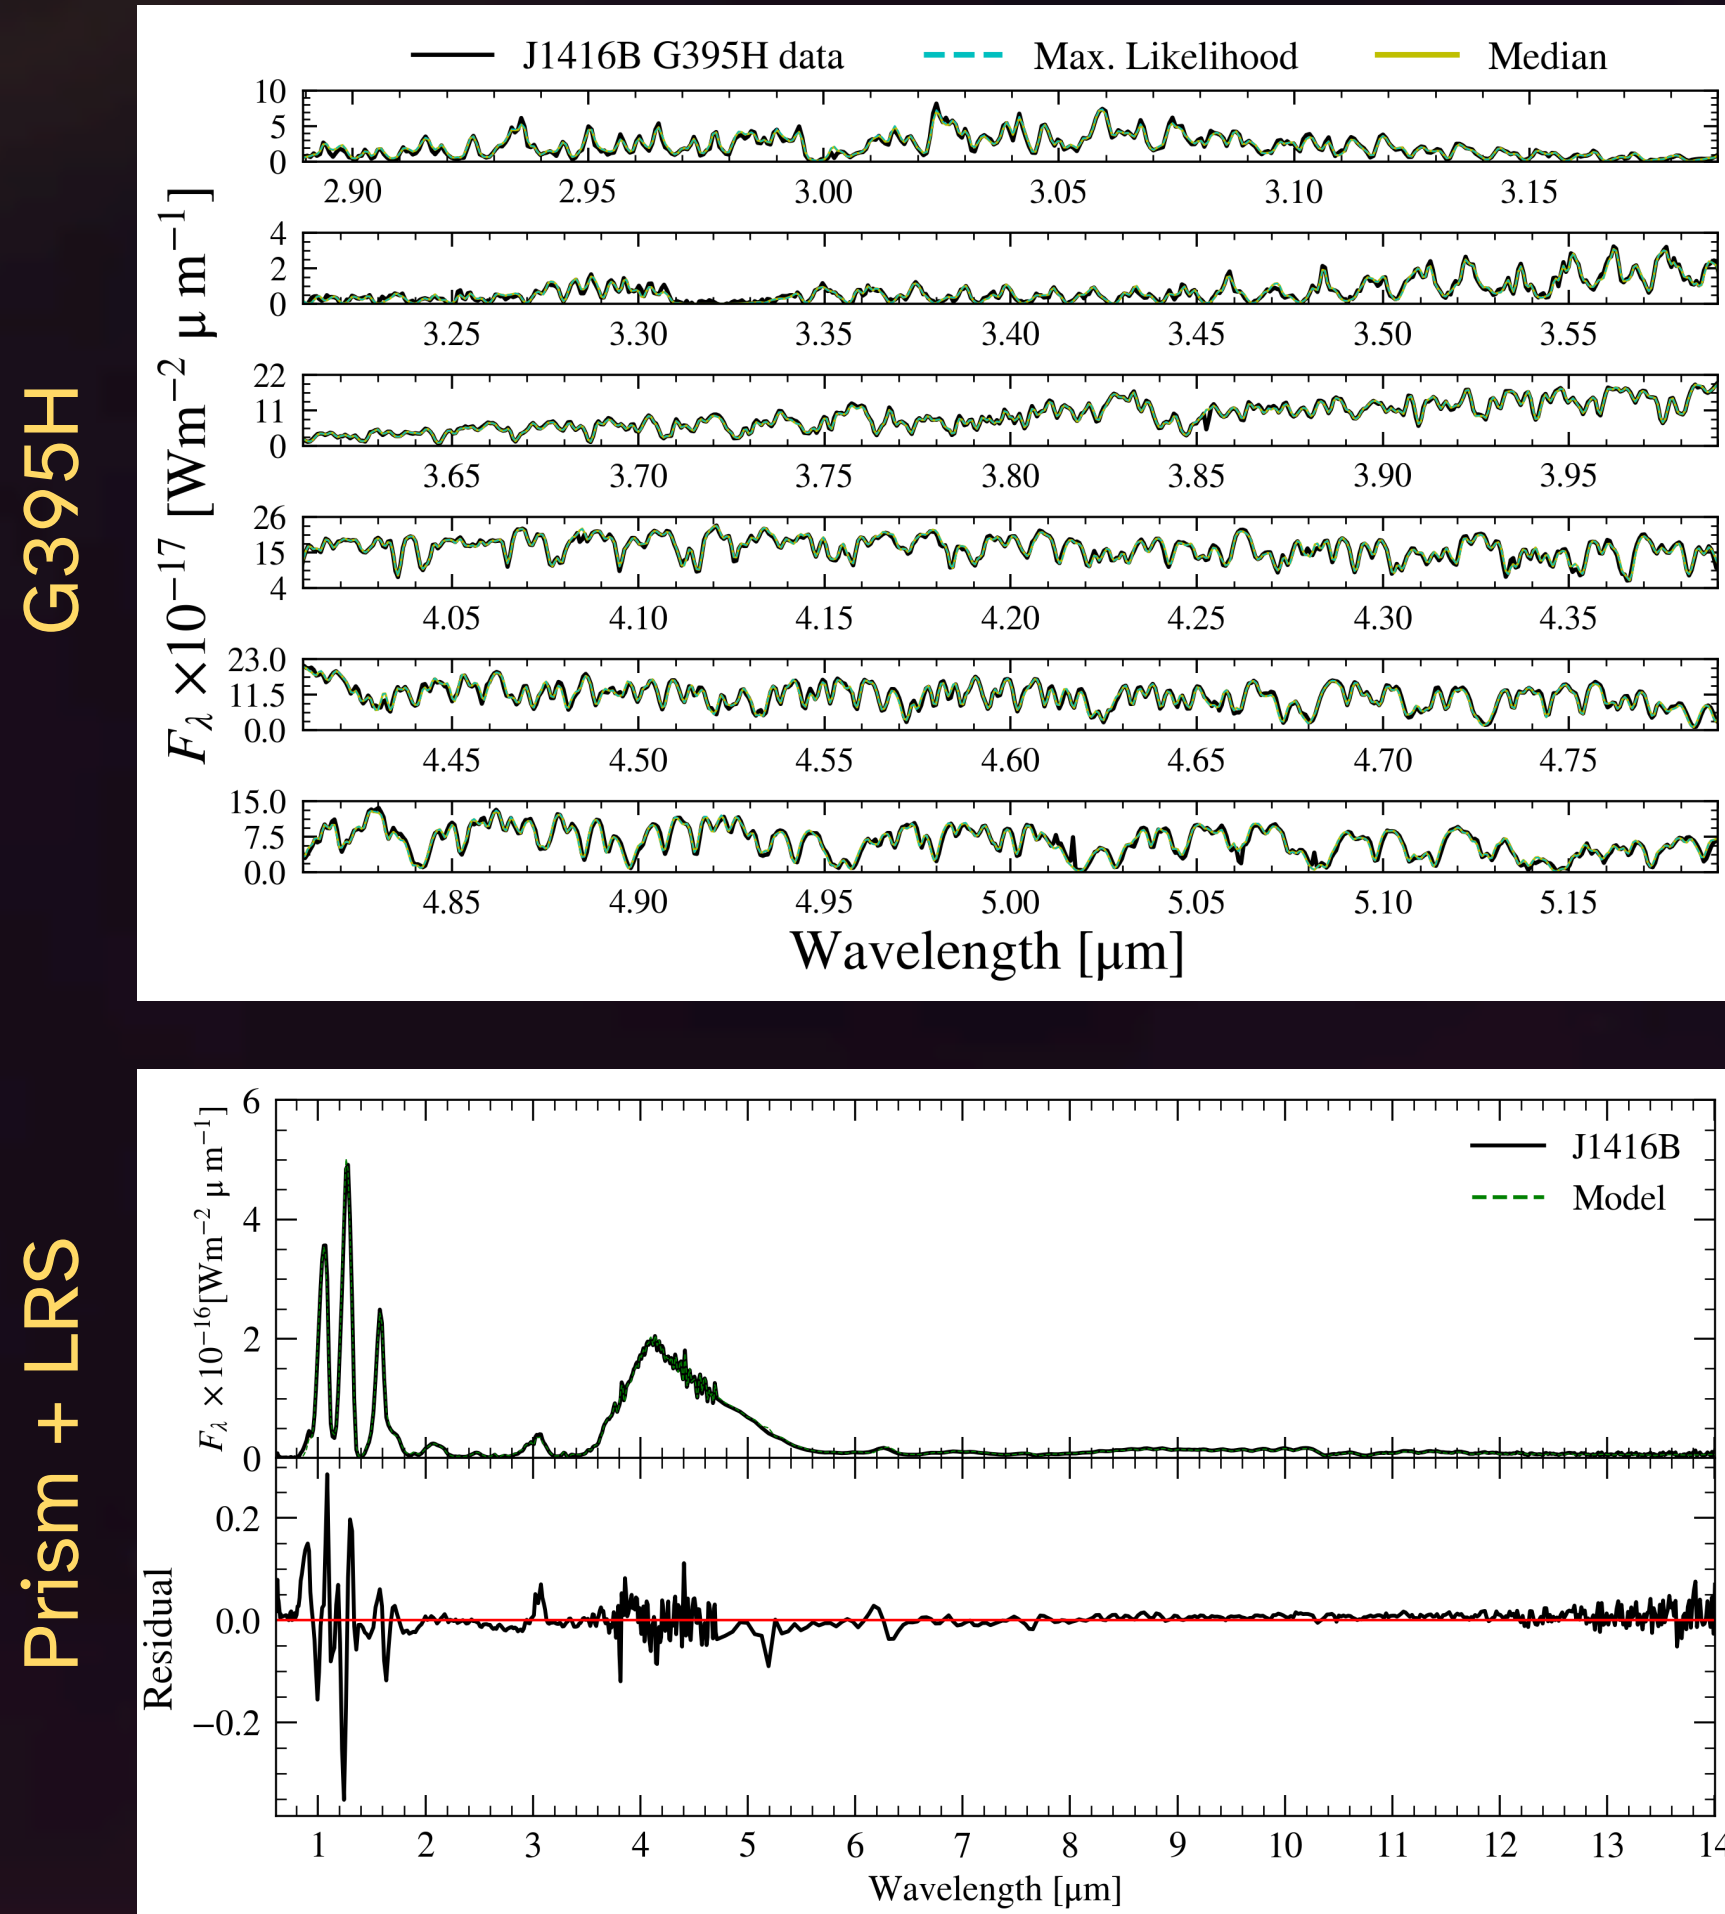 G395H
J1416B G395H data
Max. Likelihood
Median
10
5
0
2.90 2.95 3.00 3.05 3.10 3.15
4
2
0
3.25 3.30 3.35 3.40 3.45 3.50 3.55
22
11
0
3.65 3.70 3.75 3.80 3.85 3.90 3.95
26
15
4
4.05 4.10 4.15 4.20 4.25 4.30 4.35
23.0
11.5
0.0
4.45 4.50 4.55 4.60 4.65 4.70 4.75
15.0
7.5
0.0
4.85 4.90 4.95 5.00 5.05 5.10 5.15
Fλ ×10−17 [Wm−2 μ m−1]
Wavelength [μm]
Prism + LRS
J1416B
Model
6
4
2
0
Fλ ×10−16[Wm−2 μ m−1]
0.2
0.0
−0.2
Residual
1 2 3 4 5 6 7 8 9 10 11 12 13 14
Wavelength [μm]